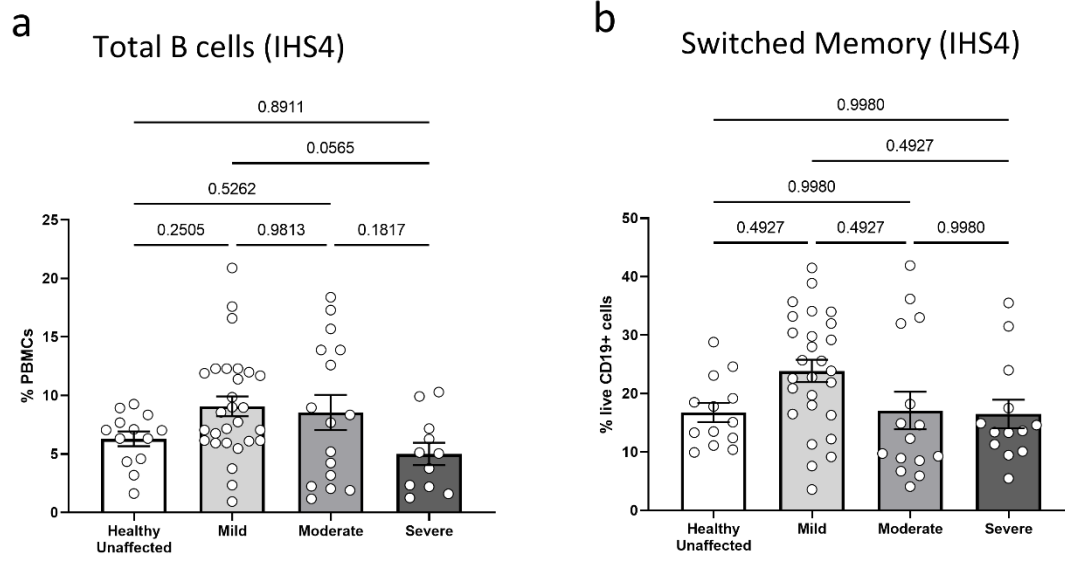 a
Total B cells (IHS4)
0.8911
0.0565
0.5262
0.2505 0.9813 0.1817
25
20
15
10
5
0
% PBMCs
Healthy
Unaffected
Mild
Moderate
Severe
b
Switched Memory (IHS4)
0.9980
0.4927
0.9980
0.4927 0.4927 0.9980
50
40
30
20
10
0
% live CD19+ cells
Healthy
Unaffected
Mild
Moderate
Severe